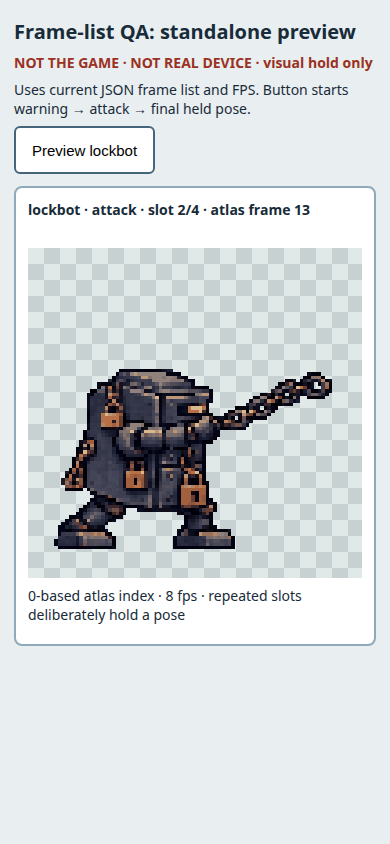 Frame-list QA: standalone preview
NOT THE GAME · NOT REAL DEVICE · visual hold only
Uses current JSON frame list and FPS. Button starts
warning → attack → final held pose.
Preview lockbot
lockbot · attack · slot 2/4 · atlas frame 13
0-based atlas index · 8 fps · repeated slots
deliberately hold a pose